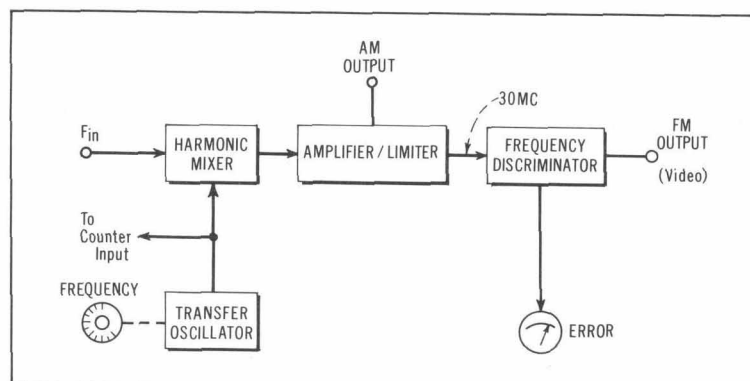 AM
OUTPUT
30MC
FM
OUTPUT
(Video)
Fin
HARMONIC
MIXER
AMPLIFIER / LIMITER
FREQUENCY
DISCRIMINATOR
To
Counter
Input
FREQUENCY
TRANSFER
OSCILLATOR
ERROR